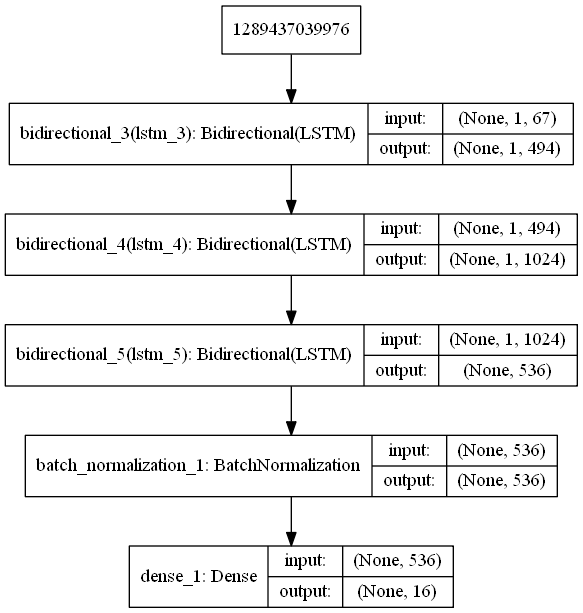 1289437039976
bidirectional_3(lstm_3): Bidirectional(LSTM)
input: (None, 1, 67)
output: (None, 1, 494)
bidirectional_4(lstm_4): Bidirectional(LSTM)
input: (None, 1, 494)
output: (None, 1, 1024)
bidirectional_5(lstm_5): Bidirectional(LSTM)
input: (None, 1, 1024)
output: (None, 536)
batch_normalization_1: BatchNormalization
input: (None, 536)
output: (None, 536)
dense_1: Dense
input: (None, 536)
output: (None, 16)